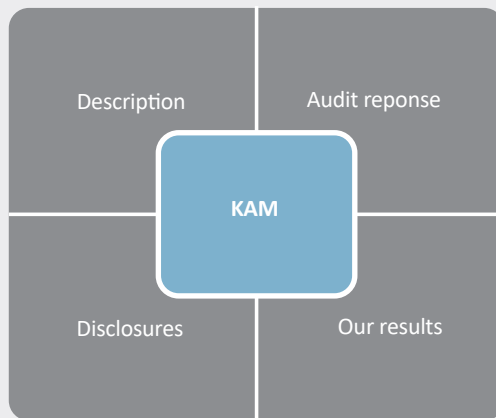 Description
Audit reponse
KAM
Disclosures
Our results